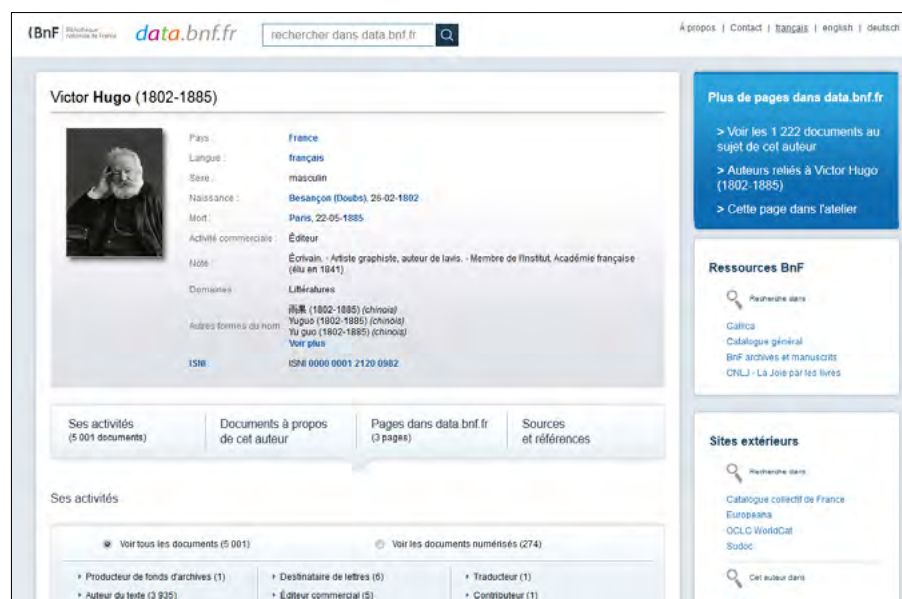 (BnF Bibliothèque nationale de France
data.bnf.fr
rechercher dans data.bnf.fr
À propos | Contact | français | english | deutsch
Victor Hugo (1802-1885)
Pays : France
Langue : français
Sexe : masculin
Naissance : Besançon (Doubs), 26-02-1802
Mort : Paris, 22-05-1885
Activité commerciale : Éditeur
Note : Écrivain. - Artiste graphiste, auteur de lavis. - Membre de l'Institut, Académie française
(élu en 1841)
Domaines : Littératures
Autres formes du nom : 雨果 (1802-1885) (chinois)
Yuguo (1802-1885) (chinois)
Yu guo (1802-1885) (chinois)
Voir plus
ISNI ISNI 0000 0001 2120 0982
Ses activités
(5 001 documents)
Documents à propos
de cet auteur
Pages dans data.bnf.fr
(3 pages)
Sources
et références
Ses activités
Voir tous les documents (5 001)
Voir les documents numérisés (274)
Producteur de fonds d'archives (1)
Destinataire de lettres (6)
Traducteur (1)
Auteur du texte (3 935)
Éditeur commercial (5)
Contributeur (1)
Plus de pages dans data.bnf.fr
> Voir les 1 222 documents au
sujet de cet auteur
> Auteurs reliés à Victor Hugo
(1802-1885)
> Cette page dans l'atelier
Ressources BnF
Recherche dans
Gallica
Catalogue général
BnF archives et manuscrits
CNLJ - La Joie par les livres
Sites extérieurs
Recherche dans
Catalogue collectif de France
Europeana
OCLC WorldCat
Sudoc
Cet auteur dans